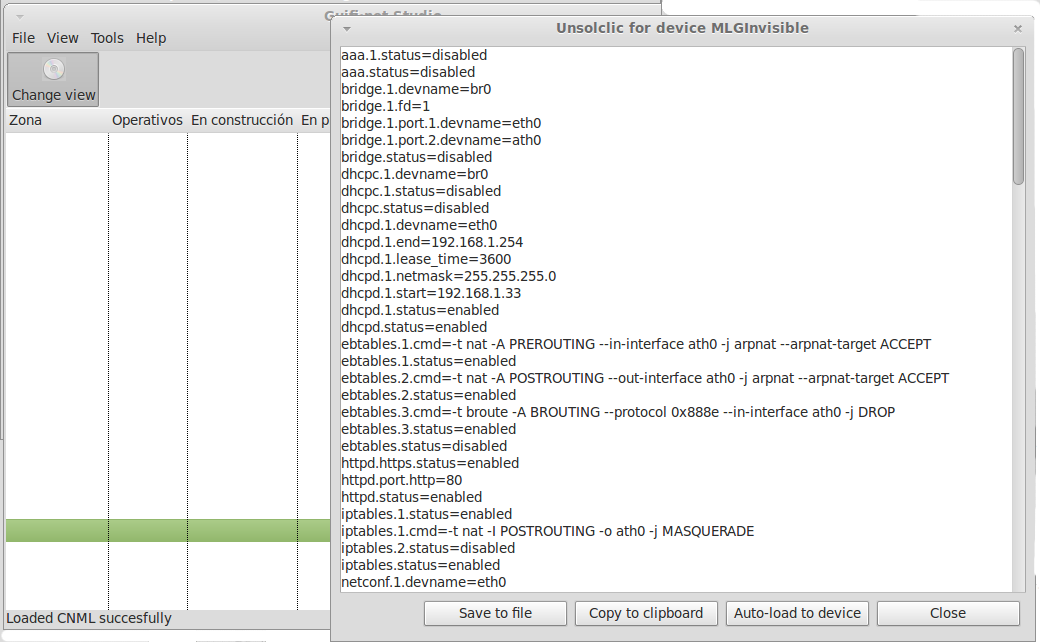 Guifi.net Studio
File View Tools Help
Change view
Zona Operativos En construcción En p
Loaded CNML succesfully
Unsolclic for device MLGInvisible
aaa.1.status=disabled
aaa.status=disabled
bridge.1.devname=br0
bridge.1.fd=1
bridge.1.port.1.devname=eth0
bridge.1.port.2.devname=ath0
bridge.status=disabled
dhcpc.1.devname=br0
dhcpc.1.status=disabled
dhcpc.status=disabled
dhcpd.1.devname=eth0
dhcpd.1.end=192.168.1.254
dhcpd.1.lease_time=3600
dhcpd.1.netmask=255.255.255.0
dhcpd.1.start=192.168.1.33
dhcpd.1.status=enabled
dhcpd.status=enabled
ebtables.1.cmd=-t nat -A PREROUTING --in-interface ath0 -j arpnat --arpnat-target ACCEPT
ebtables.1.status=enabled
ebtables.2.cmd=-t nat -A POSTROUTING --out-interface ath0 -j arpnat --arpnat-target ACCEPT
ebtables.2.status=enabled
ebtables.3.cmd=-t broute -A BROUTING --protocol 0x888e --in-interface ath0 -j DROP
ebtables.3.status=enabled
ebtables.status=disabled
httpd.https.status=enabled
httpd.port.http=80
httpd.status=enabled
iptables.1.status=enabled
iptables.1.cmd=-t nat -I POSTROUTING -o ath0 -j MASQUERADE
iptables.2.status=disabled
iptables.status=enabled
netconf.1.devname=eth0
Save to file Copy to clipboard Auto-load to device Close